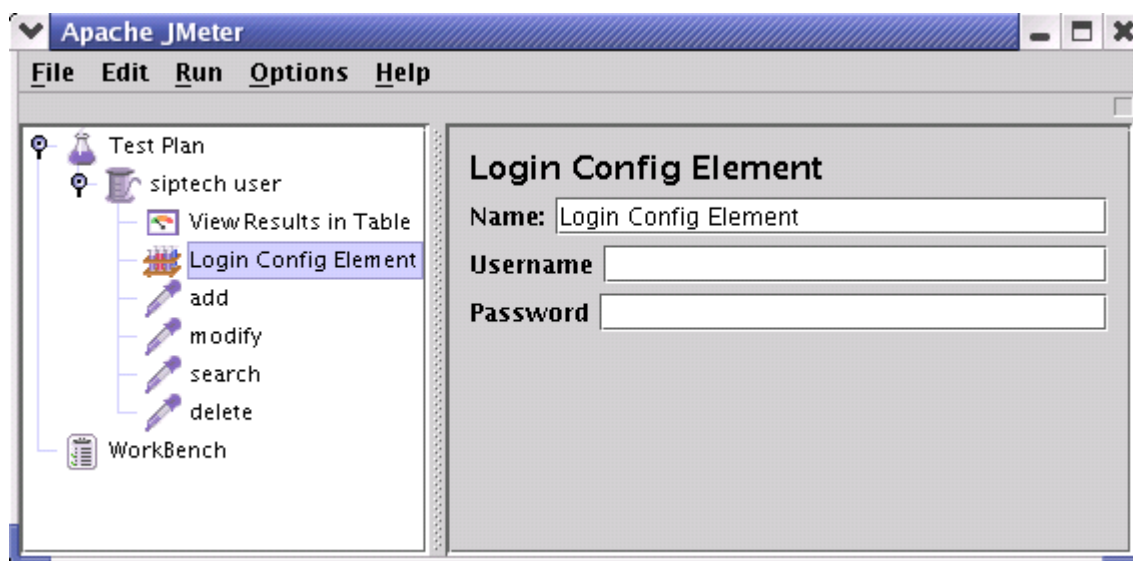 Apache JMeter
File Edit Run Options Help
Test Plan
siptech user
View Results in Table
Login Config Element
add
modify
search
delete
WorkBench
Login Config Element
Name: Login Config Element
Username
Password